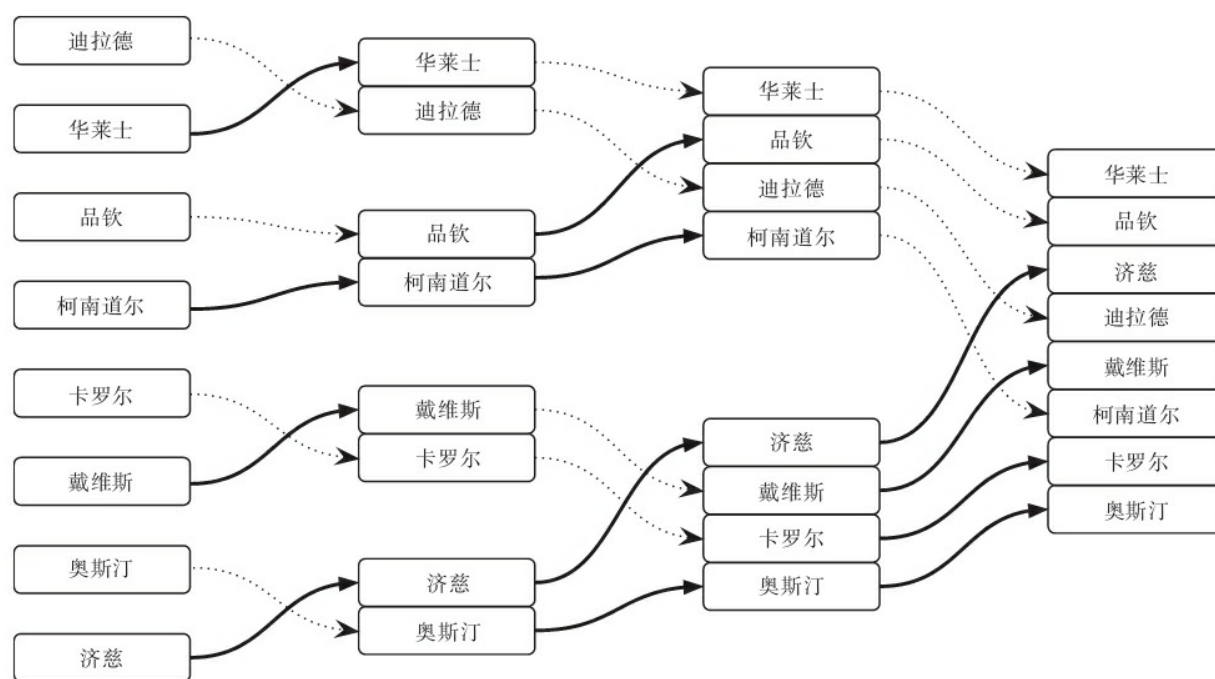 迪拉德
华莱士
品钦
柯南道尔
卡罗尔
戴维斯
奥斯汀
济慈
华莱士
迪拉德
品钦
柯南道尔
戴维斯
卡罗尔
济慈
奥斯汀
华莱士
品钦
迪拉德
柯南道尔
济慈
戴维斯
卡罗尔
奥斯汀
华莱士
品钦
济慈
迪拉德
戴维斯
柯南道尔
卡罗尔
奥斯汀